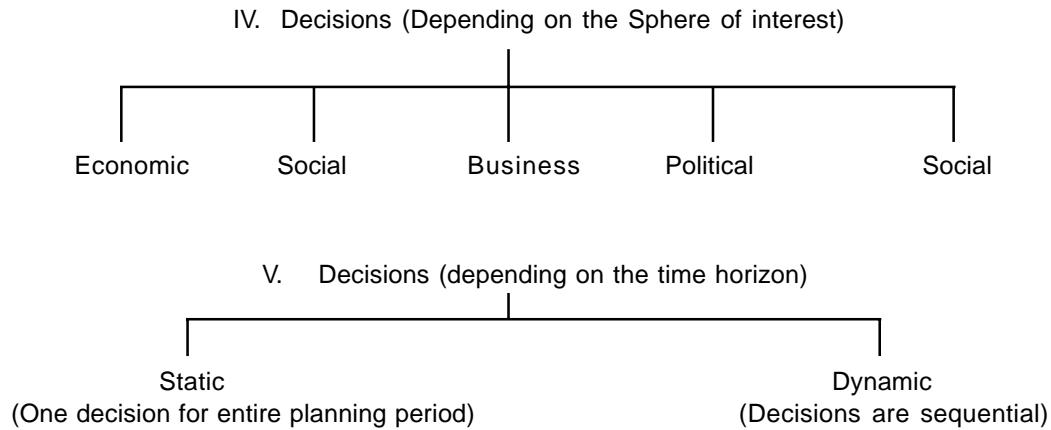 IV. Decisions (Depending on the Sphere of interest)
Economic Social Business Political Social
V. Decisions (depending on the time horizon)
Static Dynamic
(One decision for entire planning period) (Decisions are sequential)